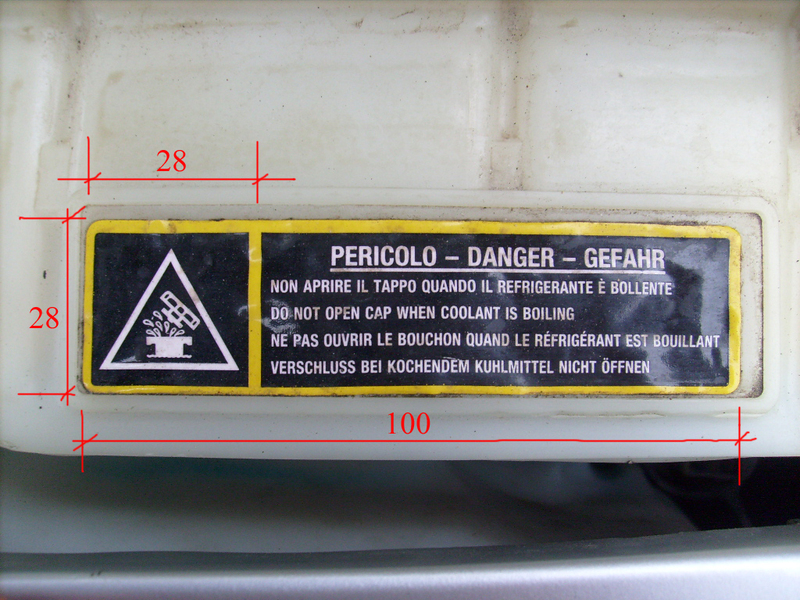 28
28
PERICOLO – DANGER – GEFAHR
NON APRIRE IL TAPPO QUANDO IL REFRIGERANTE È BOLLENTE
DO NOT OPEN CAP WHEN COOLANT IS BOILING
NE PAS OUVRIR LE BOUCHON QUAND LE RÉFRIGÉRANT EST BOUILLANT
VERSCHLUSS BEI KOCHENDEM KUHLMITTEL NICHT ÖFFNEN
100